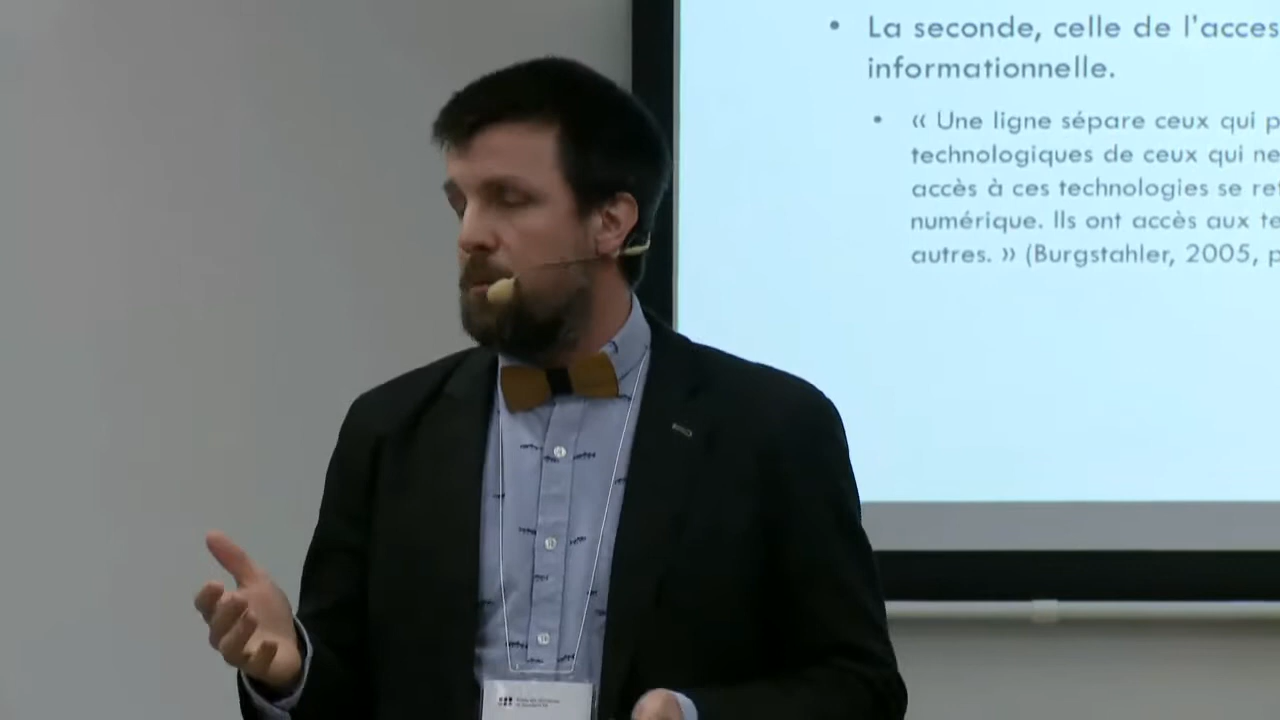 • La seconde, celle de l'acces
informationnelle.
• « Une ligne sépare ceux qui p
technologiques de ceux qui ne
accès à ces technologies se ret
numérique. Ils ont accès aux te
autres. » (Burgstahler, 2005, p